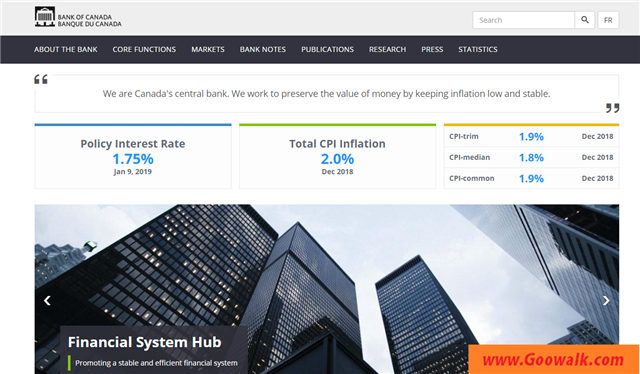 BANK OF CANADA
BANQUE DU CANADA
Search
FR
ABOUT THE BANK CORE FUNCTIONS MARKETS BANK NOTES PUBLICATIONS RESEARCH PRESS STATISTICS
“
We are Canada's central bank. We work to preserve the value of money by keeping inflation low and stable.
”
Policy Interest Rate
1.75%
Jan 9, 2019
Total CPI Inflation
2.0%
Dec 2018
CPI-trim 1.9% Dec 2018
CPI-median 1.8% Dec 2018
CPI-common 1.9% Dec 2018
‹ ›
Financial System Hub
Promoting a stable and efficient financial system
www.Goowalk.com